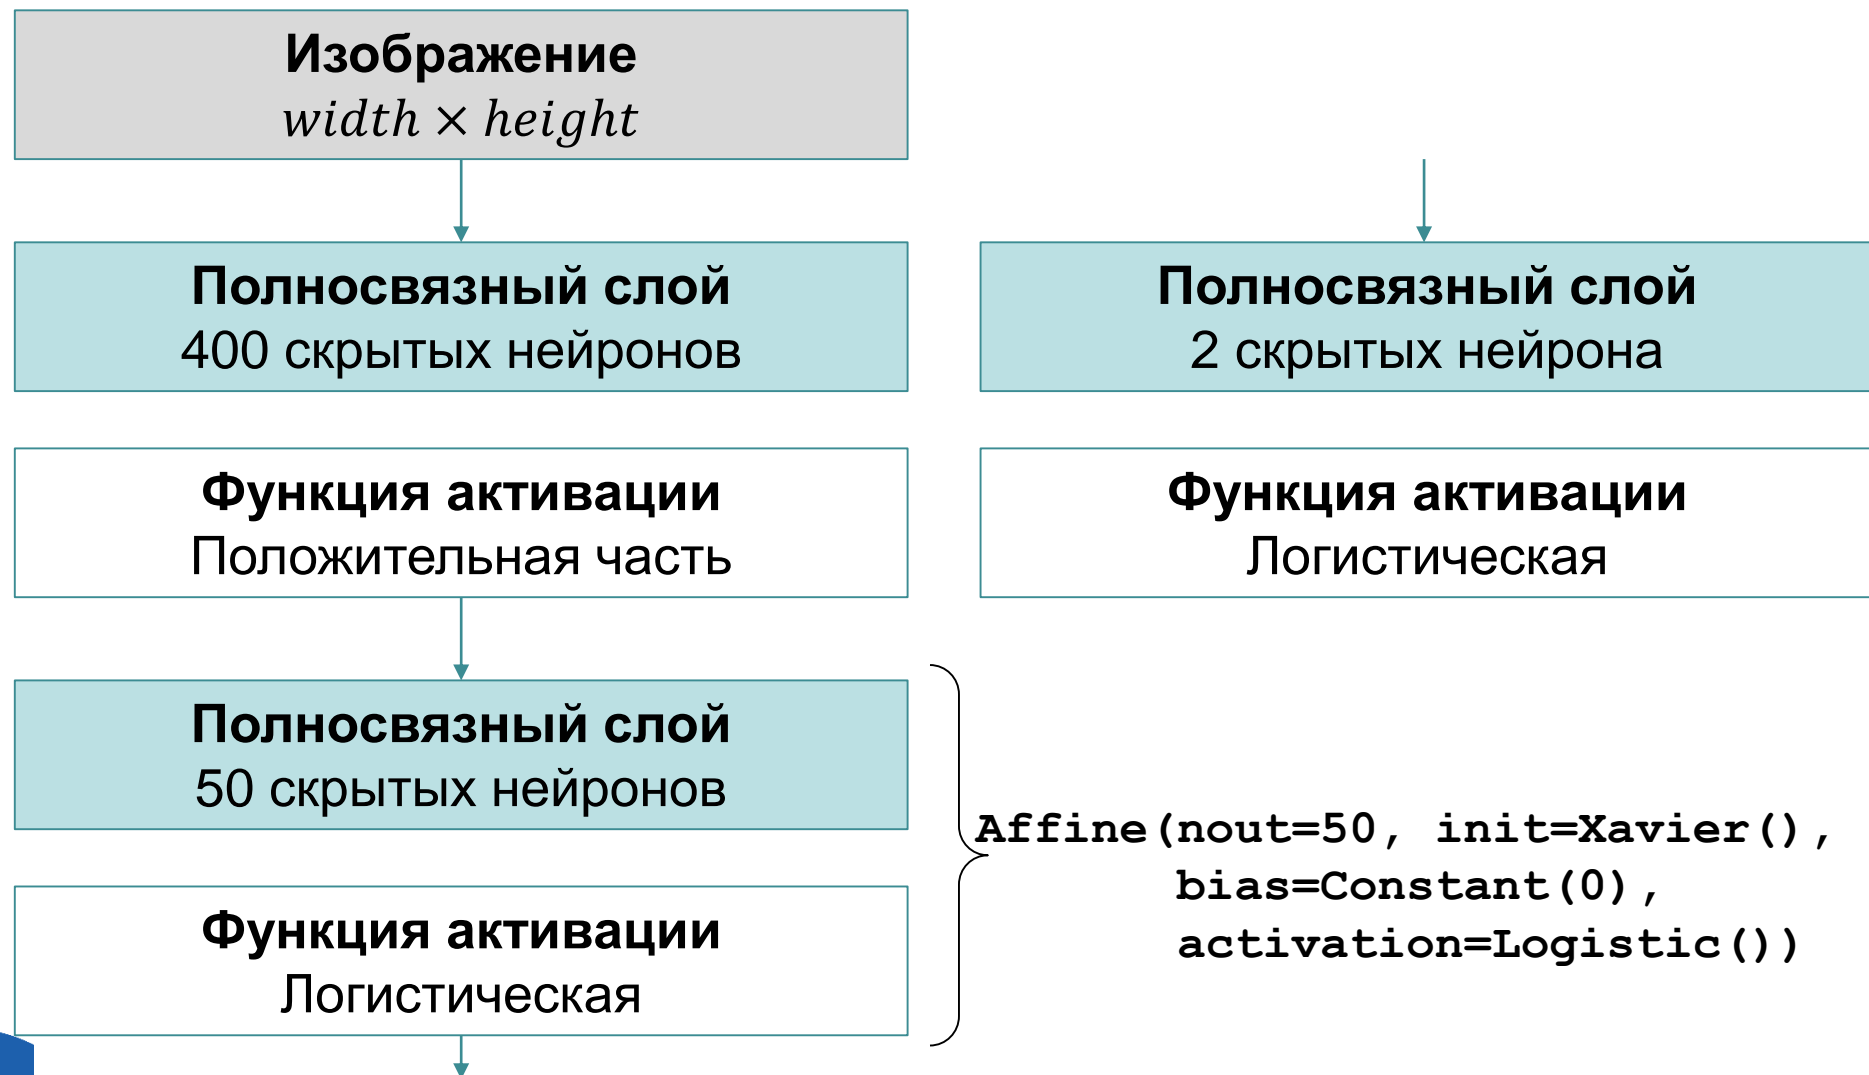 Изображение
width × height
Полносвязный слой
400 скрытых нейронов
Функция активации
Положительная часть
Полносвязный слой
50 скрытых нейронов
Функция активации
Логистическая
Полносвязный слой
2 скрытых нейрона
Функция активации
Логистическая
Affine(nout=50, init=Xavier(),
bias=Constant(0),
activation=Logistic())